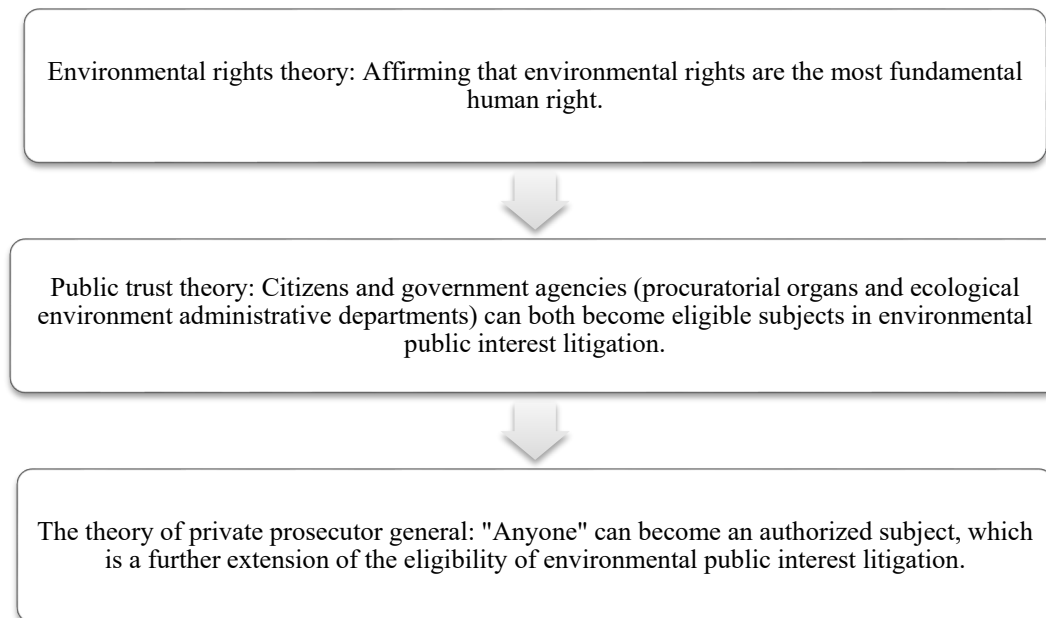 Environmental rights theory: Affirming that environmental rights are the most fundamental
human right.
Public trust theory: Citizens and government agencies (procuratorial organs and ecological
environment administrative departments) can both become eligible subjects in environmental
public interest litigation.
The theory of private prosecutor general: "Anyone" can become an authorized subject, which
is a further extension of the eligibility of environmental public interest litigation.